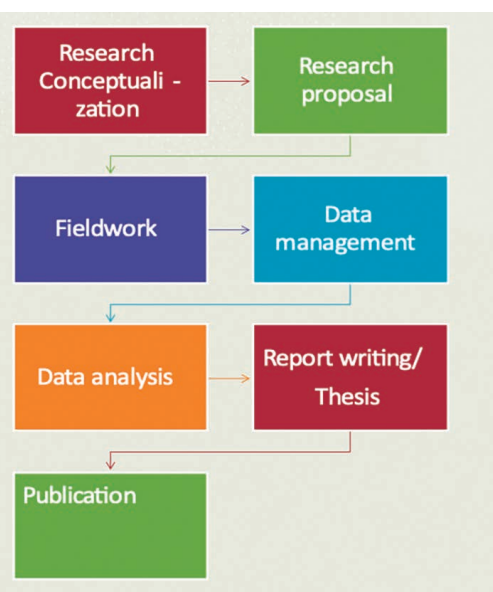 Research
Conceptuali -
zation
Research
proposal
Fieldwork
Data
management
Data analysis
Report writing/
Thesis
Publication